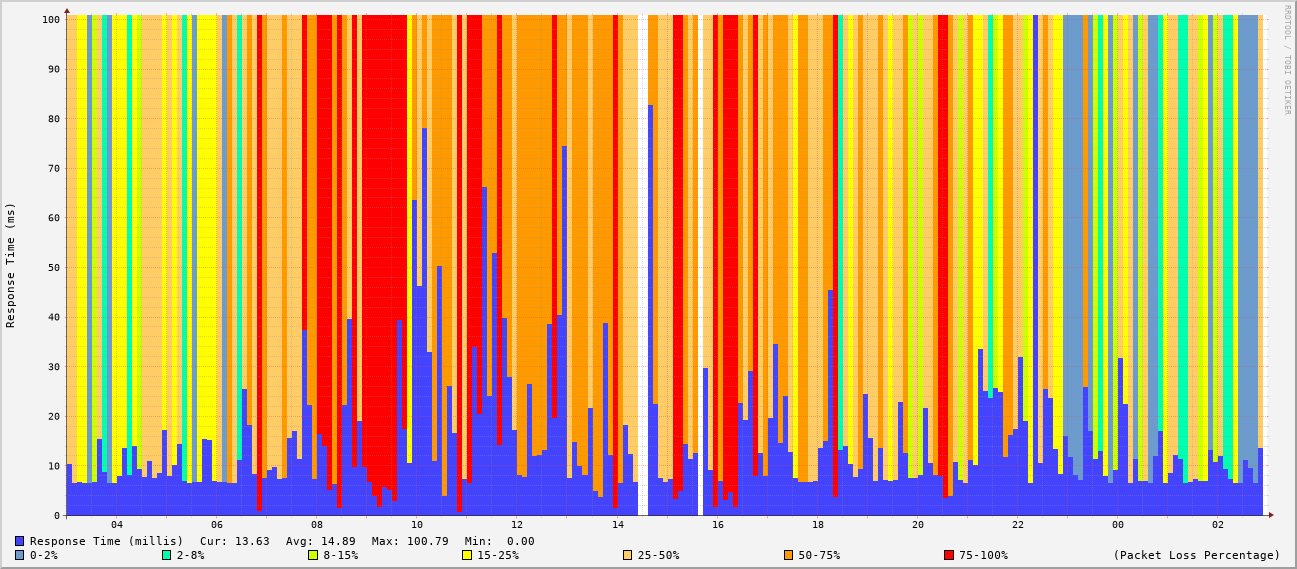 RRDTOOL / TOBI OETIKER
Response Time (ms)
100
90
80
70
60
50
40
30
20
10
0
04 06 08 10 12 14 16 18 20 22 00 02
Response Time (millis) Cur: 13.63 Avg: 14.89 Max: 100.79 Min: 0.00
0-2% 2-8% 8-15% 15-25% 25-50% 50-75% 75-100% (Packet Loss Percentage)